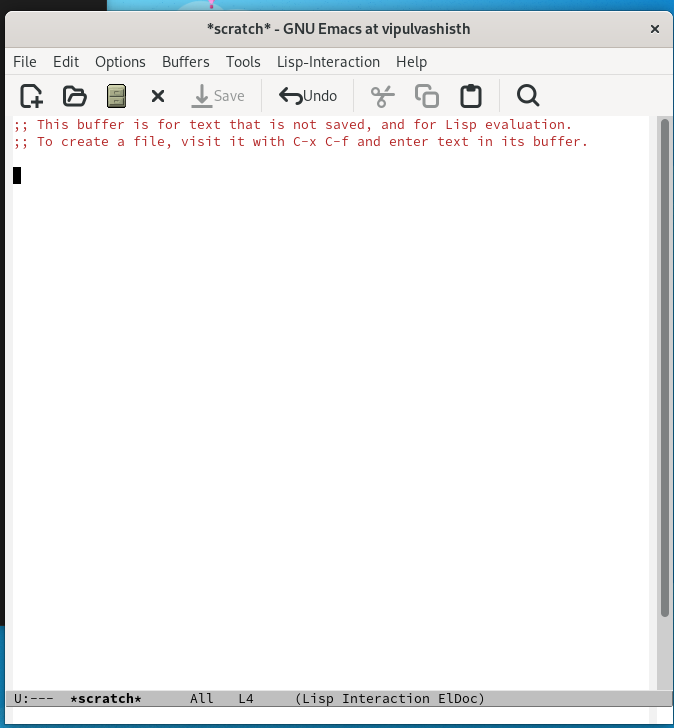 *scratch* - GNU Emacs at vipulvashisth
File Edit Options Buffers Tools Lisp-Interaction Help
Save Undo
;; This buffer is for text that is not saved, and for Lisp evaluation.
;; To create a file, visit it with C-x C-f and enter text in its buffer.
U:--- *scratch* All L4 (Lisp Interaction ElDoc)